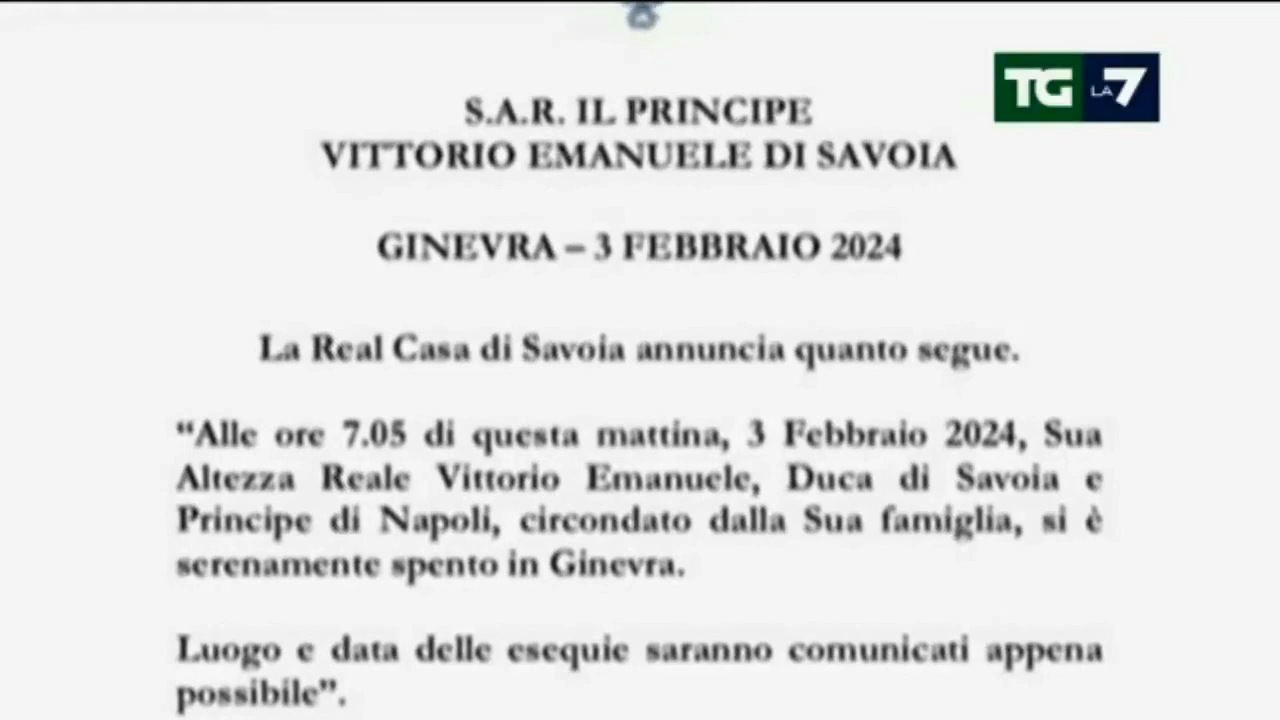 TG LA7
S.A.R. IL PRINCIPE
VITTORIO EMANUELE DI SAVOIA
GINEVRA – 3 FEBBRAIO 2024
La Real Casa di Savoia annuncia quanto segue.
“Alle ore 7.05 di questa mattina, 3 Febbraio 2024, Sua
Altezza Reale Vittorio Emanuele, Duca di Savoia e
Principe di Napoli, circondato dalla Sua famiglia, si è
serenamente spento in Ginevra.
Luogo e data delle esequie saranno comunicati appena
possibile”.